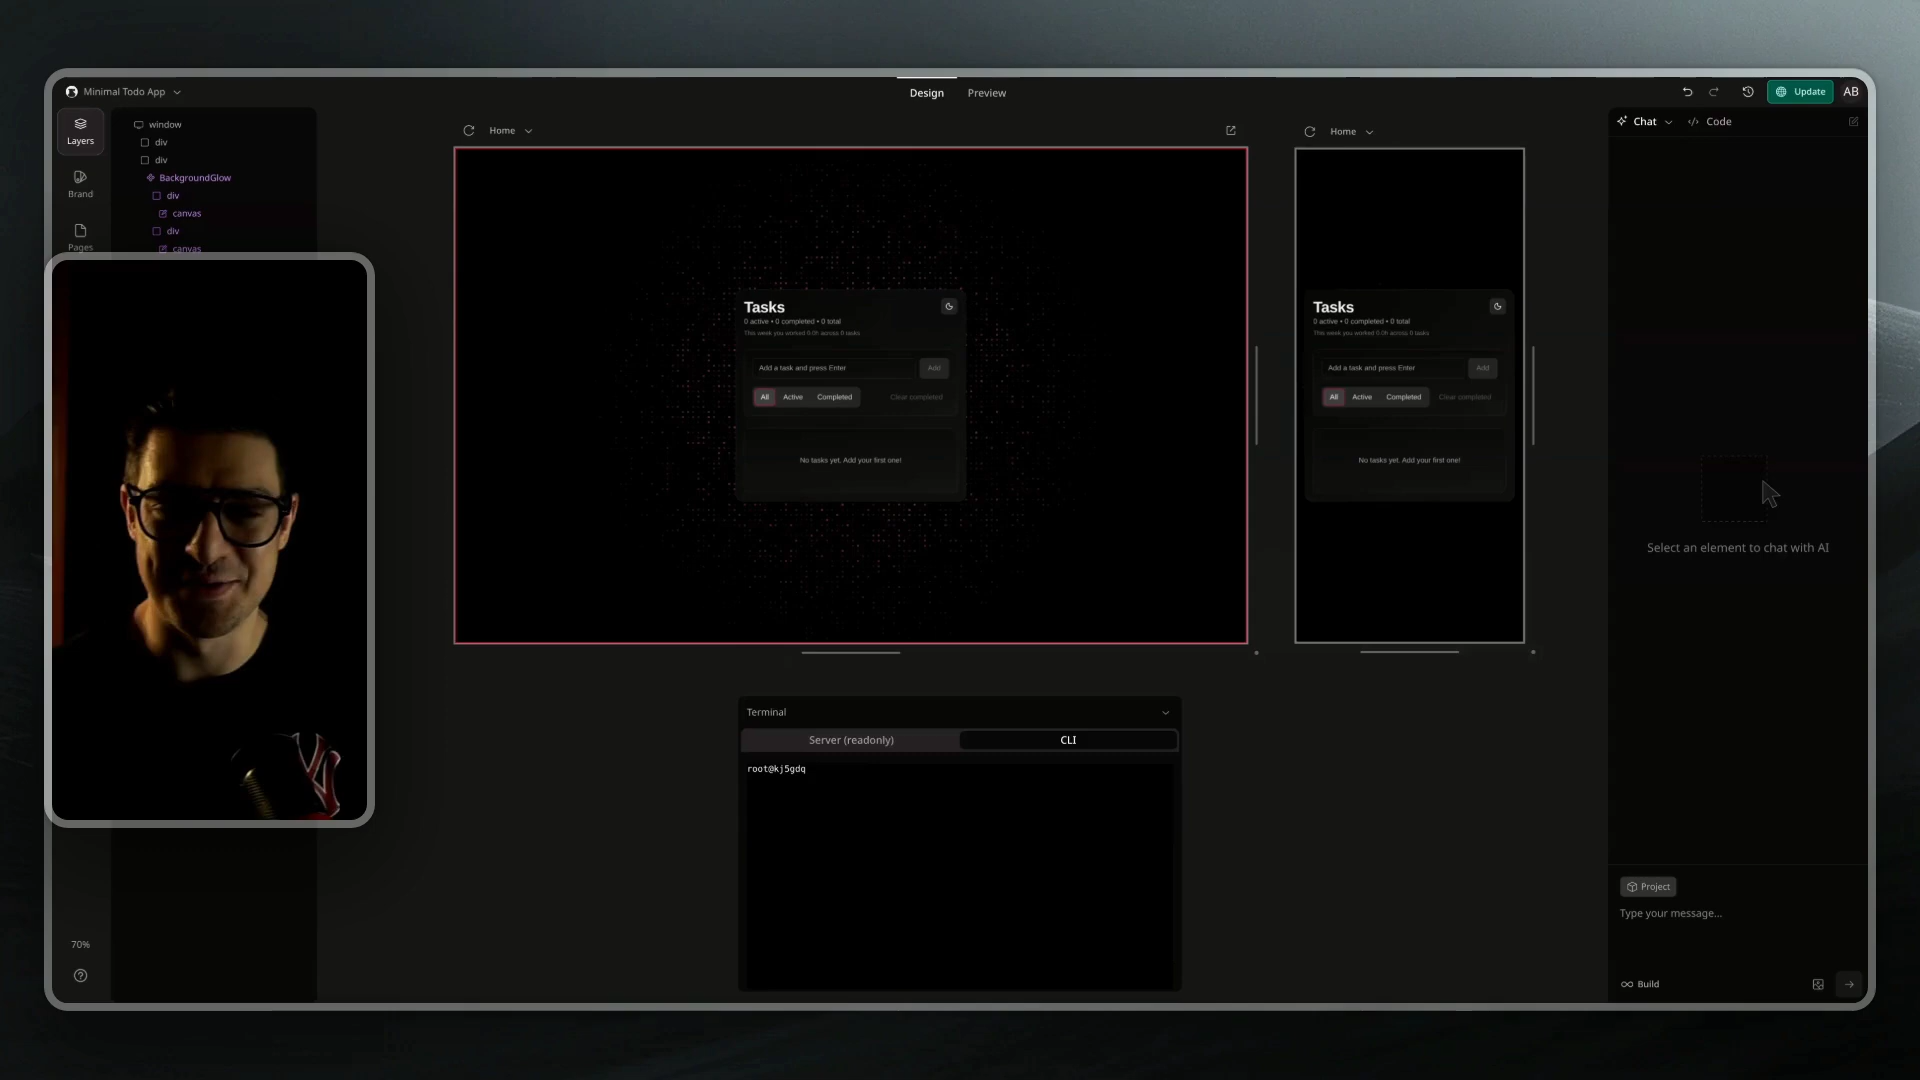 Minimal Todo App
Design
Preview
Update
AB
Layers
Brand
Pages
window
div
div
BackgroundGlow
div
canvas
div
canvas
Home
Tasks
0 active • 0 completed • 0 total
This week you worked 0.0h across 0 tasks
Add a task and press Enter
Add
All
Active
Completed
Clear completed
No tasks yet. Add your first one!
Home
Tasks
0 active • 0 completed • 0 total
This week you worked 0.0h across 0 tasks
Add a task and press Enter
Add
All
Active
Completed
Clear completed
No tasks yet. Add your first one!
Chat
Code
Select an element to chat with AI
Project
Type your message...
Build
Terminal
Server (readonly)
CLI
root@kj5gdq
70%